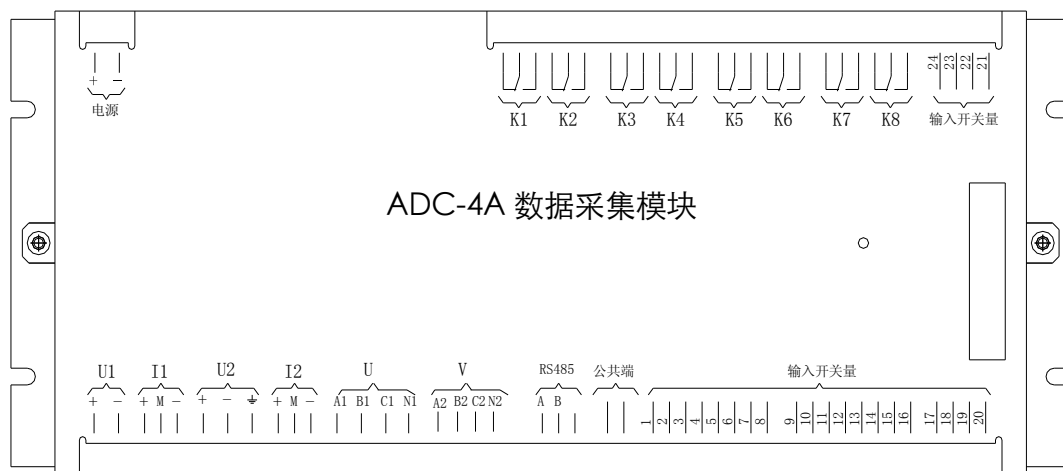 + − 24 23 22 21
电源 K1 K2 K3 K4 K5 K6 K7 K8 输入开关量
ADC-4A 数据采集模块
U1 I1 U2 I2 U V RS485 公共端 输入开关量
+ − + M − + − ⏚ + M − A1 B1 C1 N1 A2 B2 C2 N2 A B
1 2 3 4 5 6 7 8 9 10 11 12 13 14 15 16 17 18 19 20